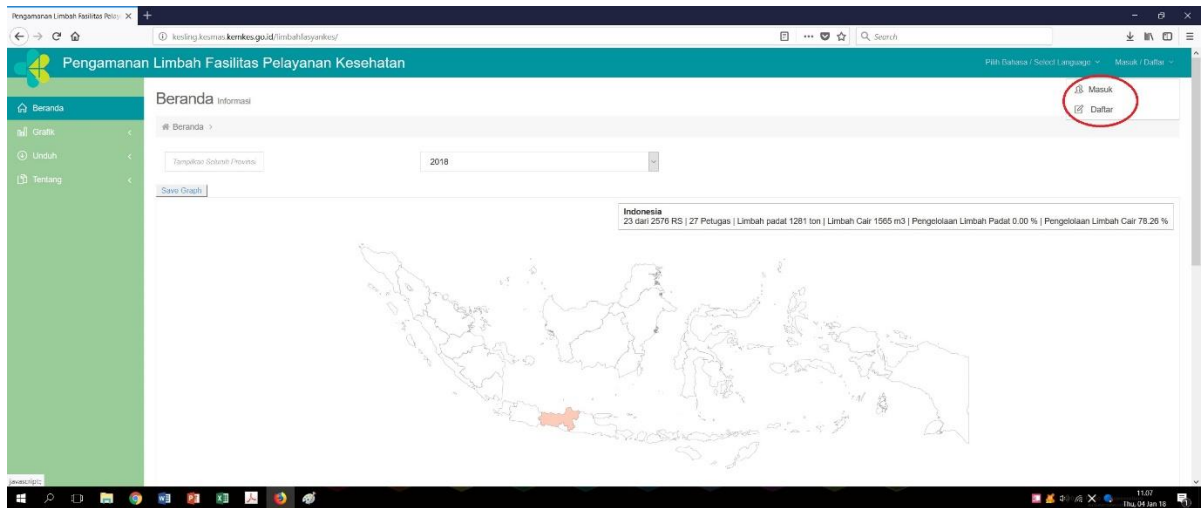 Pengamanan Limbah Fasilitas Pelay
kesling.kesmas.kemkes.go.id/limbahfasyankes/
Search
Pengamanan Limbah Fasilitas Pelayanan Kesehatan
Pilih Bahasa / Select Language
Masuk / Daftar
Masuk
Daftar
Beranda
Grafik
Unduh
Tentang
Beranda Informasi
Beranda >
Tampilkan Seluruh Provinsi
2018
Save Graph
Indonesia
23 dari 2576 RS | 27 Petugas | Limbah padat 1281 ton | Limbah Cair 1565 m3 | Pengelolaan Limbah Padat 0.00 % | Pengelolaan Limbah Cair 78.26 %
javascript:;
11.07
Thu, 04 Jan 18